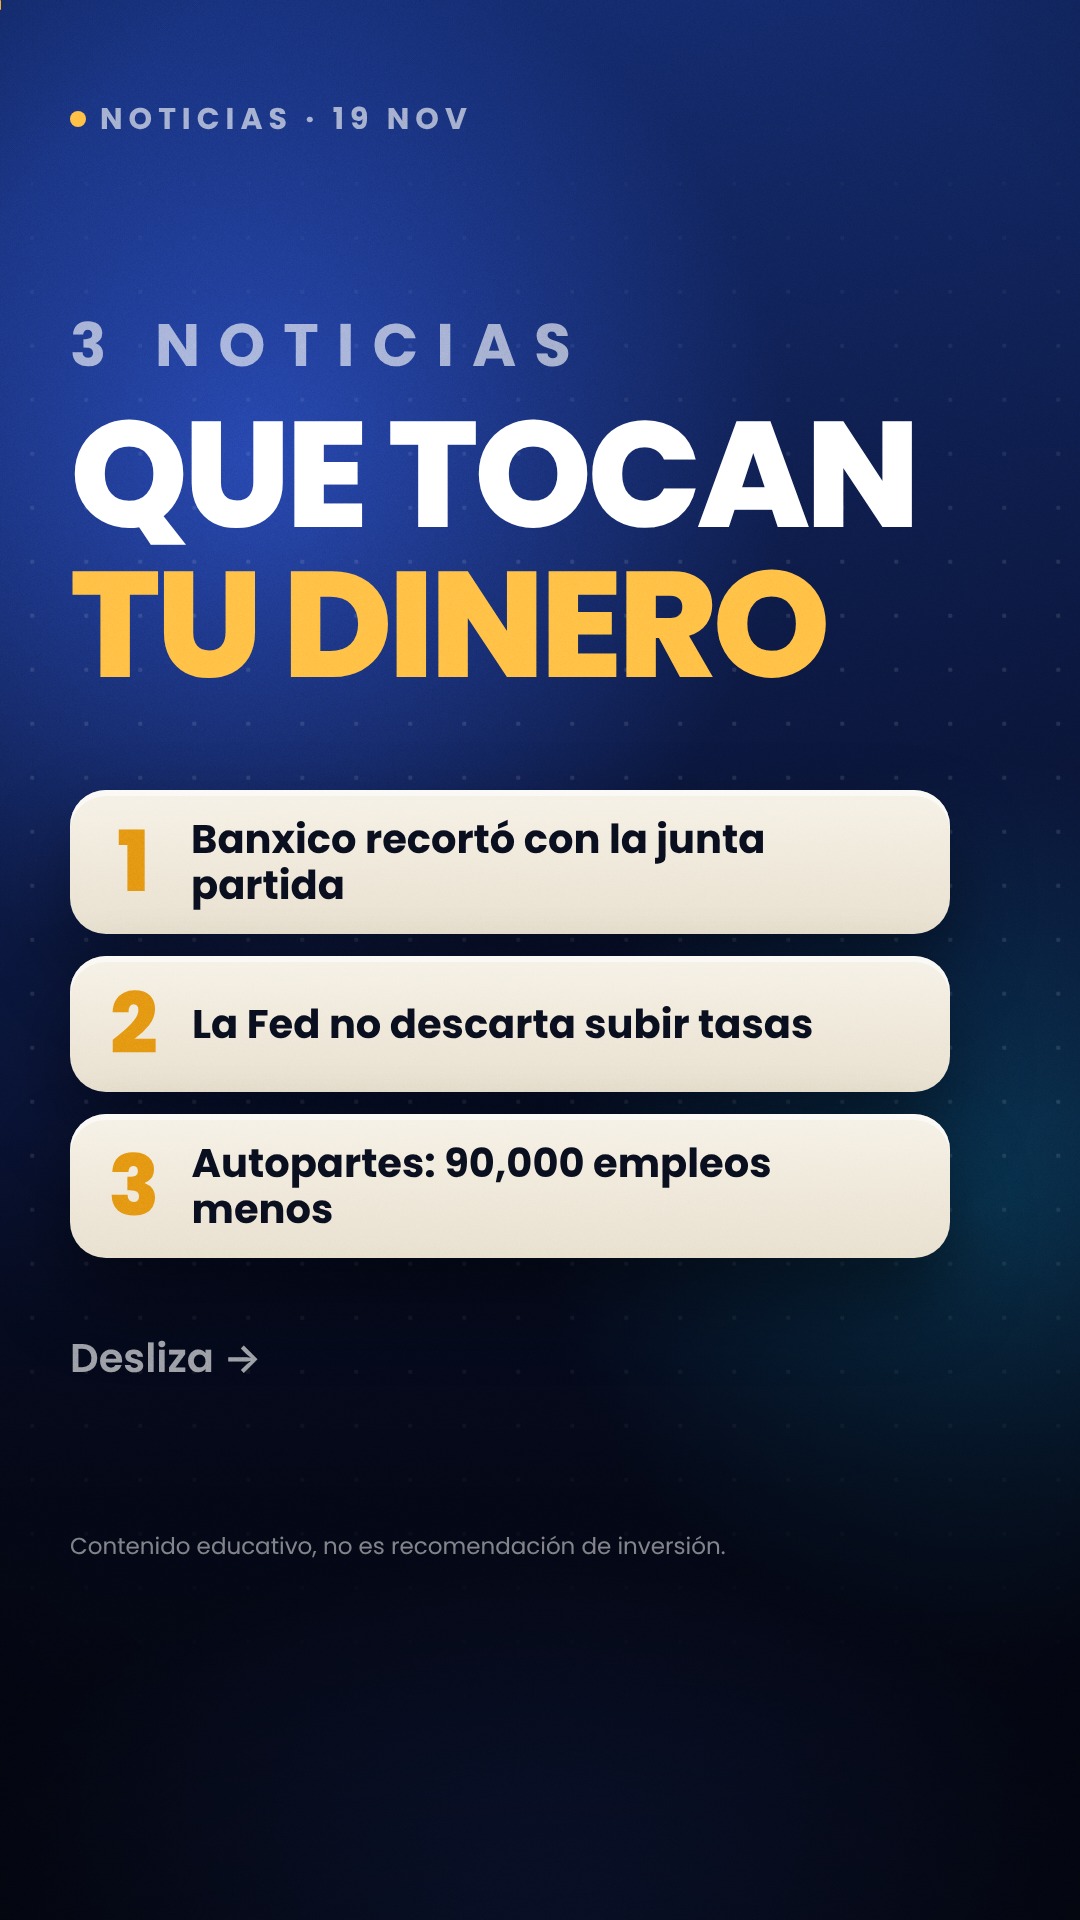 NOTICIAS · 19 NOV
3 NOTICIAS
QUE TOCAN
TU DINERO
1 Banxico recortó con la junta
partida
2 La Fed no descarta subir tasas
3 Autopartes: 90,000 empleos
menos
Desliza →
Contenido educativo, no es recomendación de inversión.